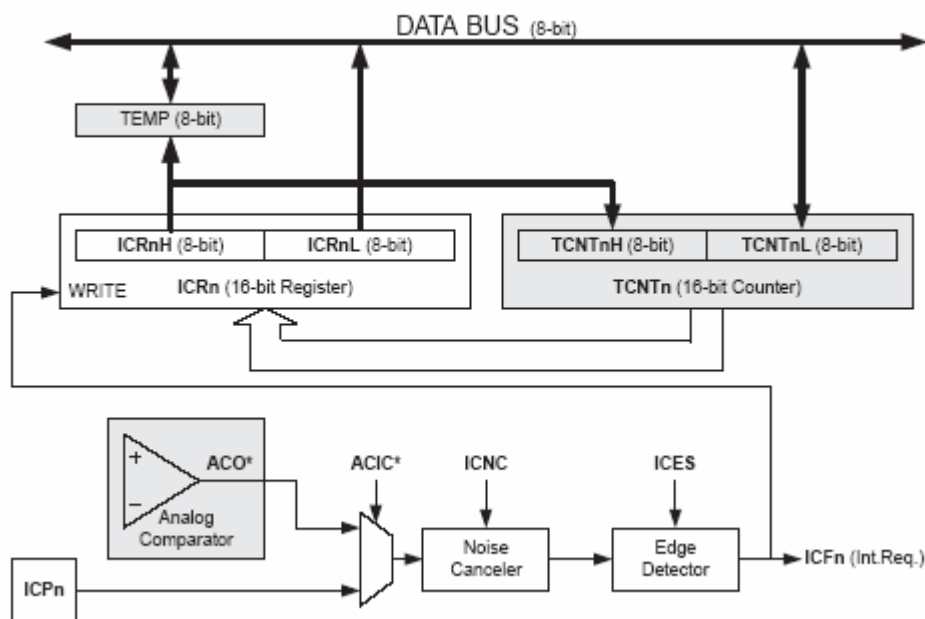 DATA BUS (8-bit)
TEMP (8-bit)
ICRnH (8-bit) ICRnL (8-bit) TCNTnH (8-bit) TCNTnL (8-bit)
WRITE ICRn (16-bit Register) TCNTn (16-bit Counter)
+ ACO* ACIC* ICNC ICES
−
Analog
Comparator
Noise
Canceler
Edge
Detector
ICFn (Int.Req.)
ICPn